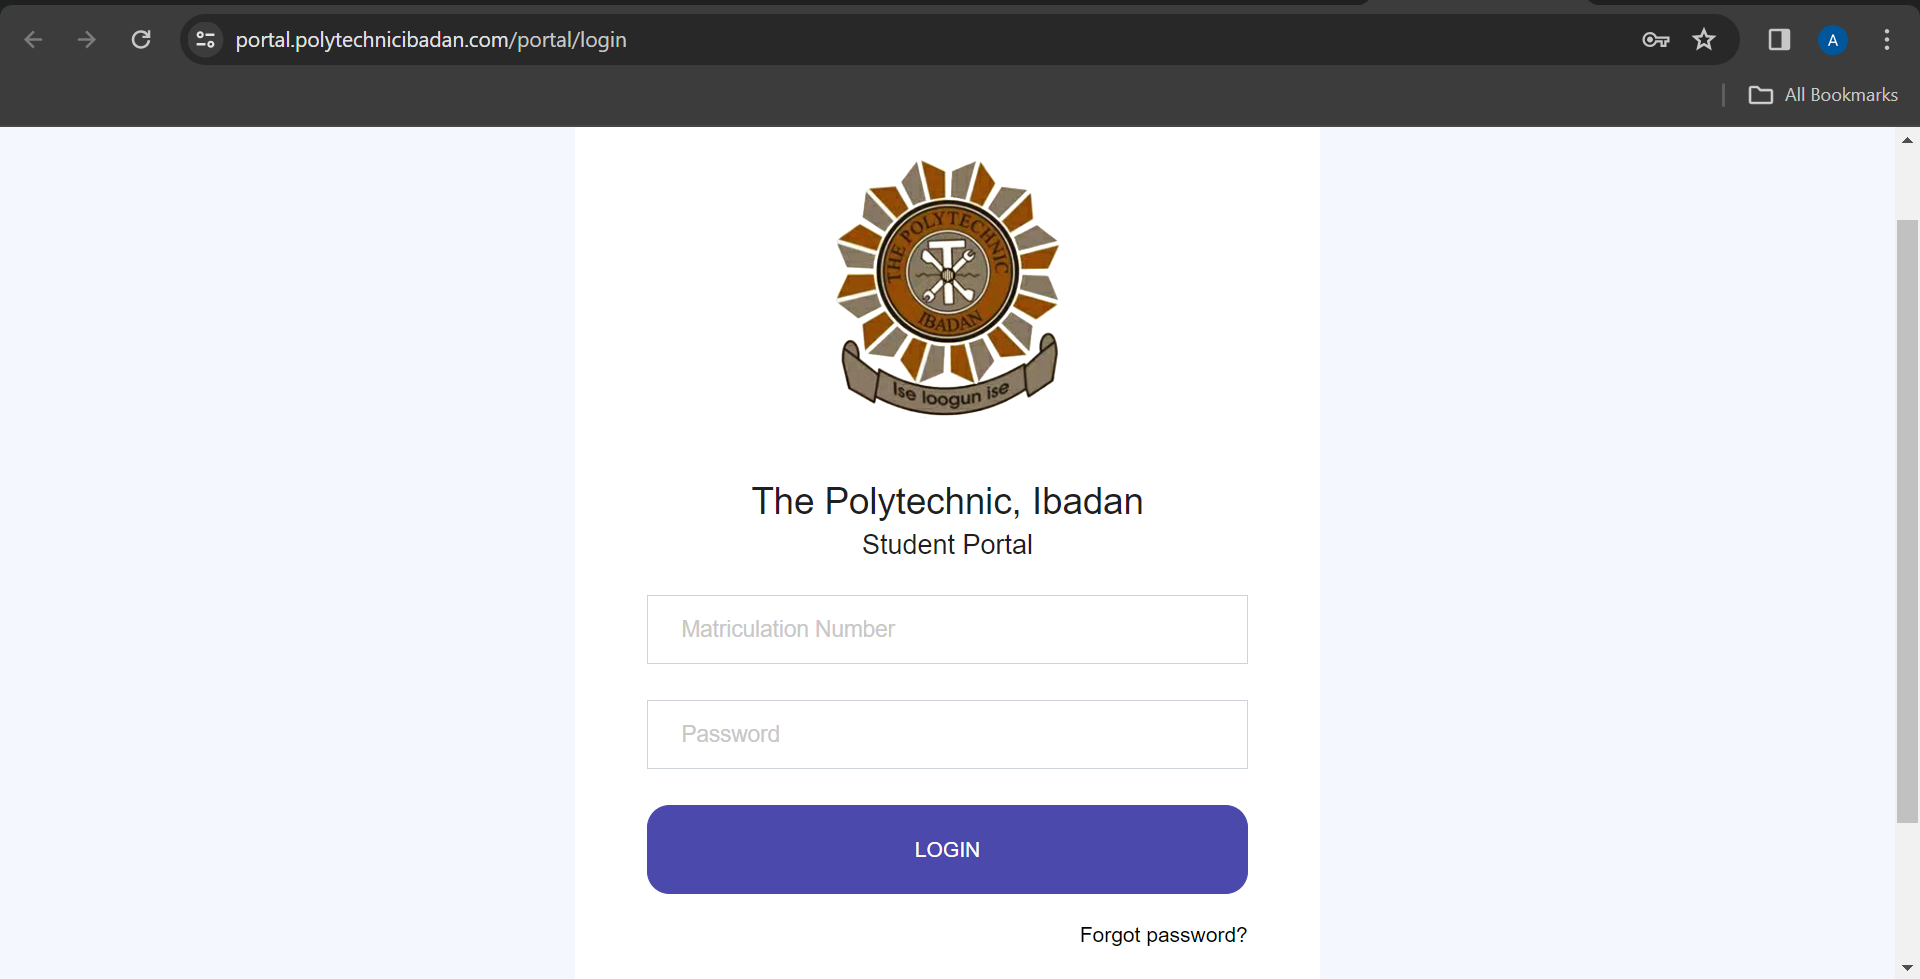 portal.polytechnicibadan.com/portal/login
A
All Bookmarks
THE POLYTECHNIC
IBADAN
Ise loogun ise
The Polytechnic, Ibadan
Student Portal
Matriculation Number
Password
LOGIN
Forgot password?